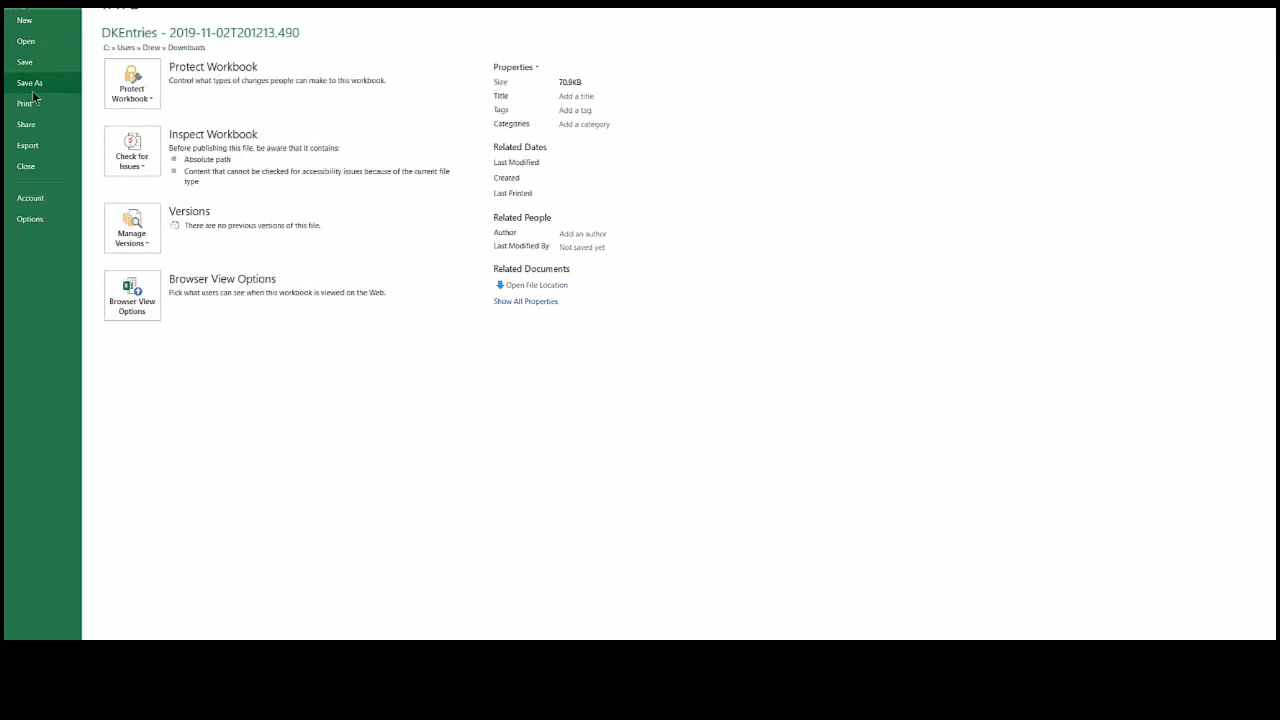 New
Open
Save
Save As
Print
Share
Export
Close
Account
Options
DKEntries - 2019-11-02T201213.490
C: » Users » Drew » Downloads
Protect Workbook
Protect Workbook
Control what types of changes people can make to this workbook.
Check for Issues
Inspect Workbook
Before publishing this file, be aware that it contains:
Absolute path
Content that cannot be checked for accessibility issues because of the current file
type
Manage Versions
Versions
There are no previous versions of this file.
Browser View Options
Browser View Options
Pick what users can see when this workbook is viewed on the Web.
Properties
Size 70.9KB
Title Add a title
Tags Add a tag
Categories Add a category
Related Dates
Last Modified
Created
Last Printed
Related People
Author Add an author
Last Modified By Not saved yet
Related Documents
Open File Location
Show All Properties